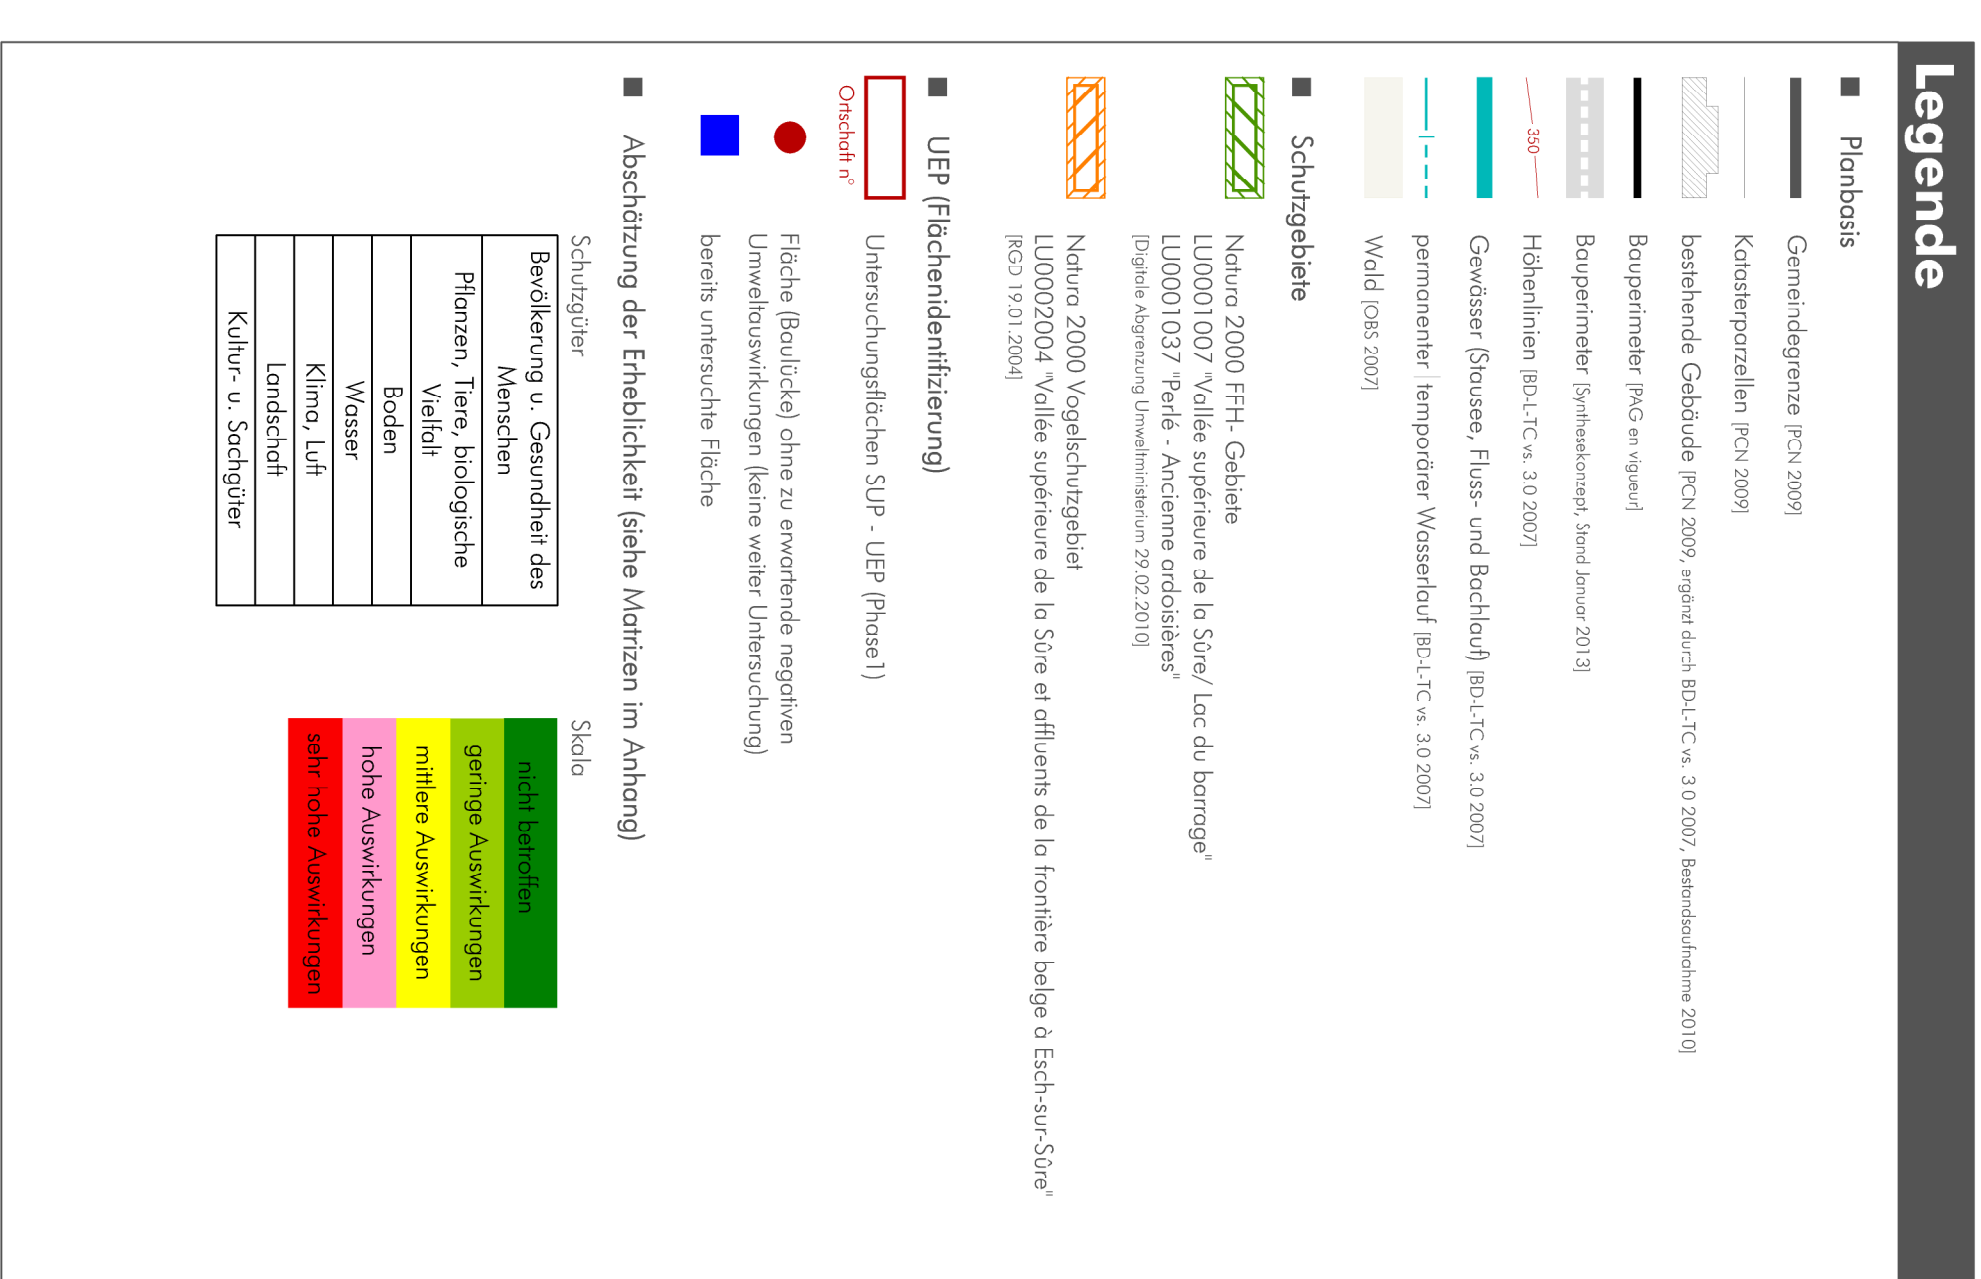 Legende
Planbasis
Gemeindegrenze [PCN 2009]
Katasterparzellen [PCN 2009]
bestehende Gebäude [PCN 2009, ergänzt durch BD-L-TC vs. 3.0 2007, Bestandsaufnahme 2010]
Bauperimeter [PAG en vigueur]
Bauperimeter [Synthesekonzept, Stand Januar 2013]
350
Höhenlinien [BD-L-TC vs. 3.0 2007]
Gewässer (Stausee, Fluss- und Bachlauf) [BD-L-TC vs. 3.0 2007]
permanenter | temporärer Wasserlauf [BD-L-TC vs. 3.0 2007]
Wald [OBS 2007]
Schutzgebiete
Natura 2000 FFH- Gebiete
LU0001007 "Vallée supérieure de la Sûre/ Lac du barrage"
LU0001037 "Perlé - Ancienne ardoisières"
[Digitale Abgrenzung Umweltministerium 29.02.2010]
Natura 2000 Vogelschutzgebiet
LU0002004 "Vallée supérieure de la Sûre et affluents de la frontière belge à Esch-sur-Sûre"
[RGD 19.01.2004]
UEP (Flächenidentifizierung)
Untersuchungsflächen SUP - UEP (Phase1)
Ortschaft n°
Fläche (Baulücke) ohne zu erwartende negativen
Umweltauswirkungen (keine weiter Untersuchung)
bereits untersuchte Fläche
Abschätzung der Erheblichkeit (siehe Matrizen im Anhang)
Schutzgüter
Bevölkerung u. Gesundheit des
Menschen
Pflanzen, Tiere, biologische
Vielfalt
Boden
Wasser
Klima, Luft
Landschaft
Kultur- u. Sachgüter
Skala
nicht betroffen
geringe Auswirkungen
mittlere Auswirkungen
hohe Auswirkungen
sehr hohe Auswirkungen